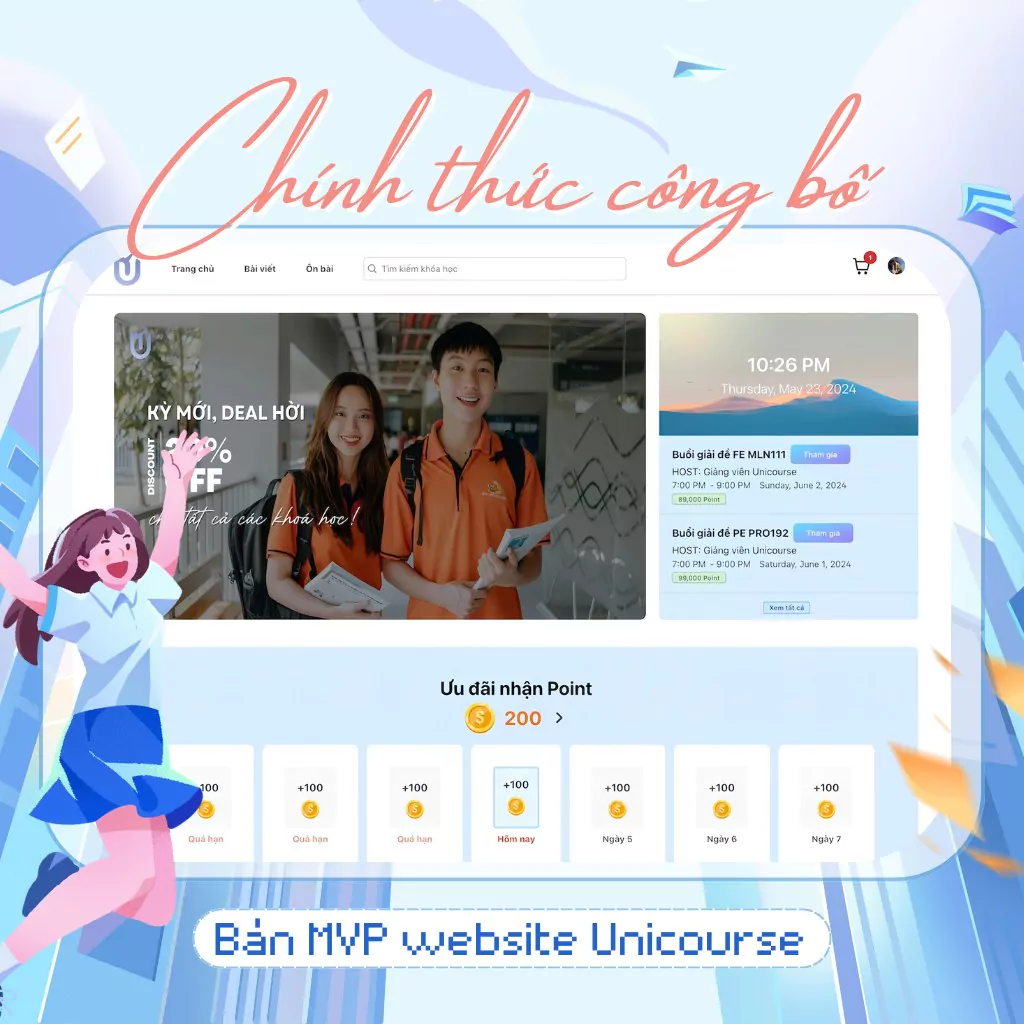 Chính thức công bố
Trang chủ
Bài viết
Ôn bài
Tìm kiếm khóa học
1
KỲ MỚI, DEAL HỜI
DISCOUNT
%
FF
tất cả các khoá học!
10:26 PM
Thursday, May 23, 2024
Buổi giải đề FE MLN111
Tham gia
HOST: Giảng viên Unicourse
7:00 PM - 9:00 PM Sunday, June 2, 2024
89,000 Point
Buổi giải đề PE PRO192
Tham gia
HOST: Giảng viên Unicourse
7:00 PM - 9:00 PM Saturday, June 1, 2024
99,000 Point
Xem tất cả
Ưu đãi nhận Point
200
100
+100
+100
+100
+100
+100
+100
Quá hạn
Quá hạn
Quá hạn
Hôm nay
Ngày 5
Ngày 6
Ngày 7
Bản MVP website Unicourse